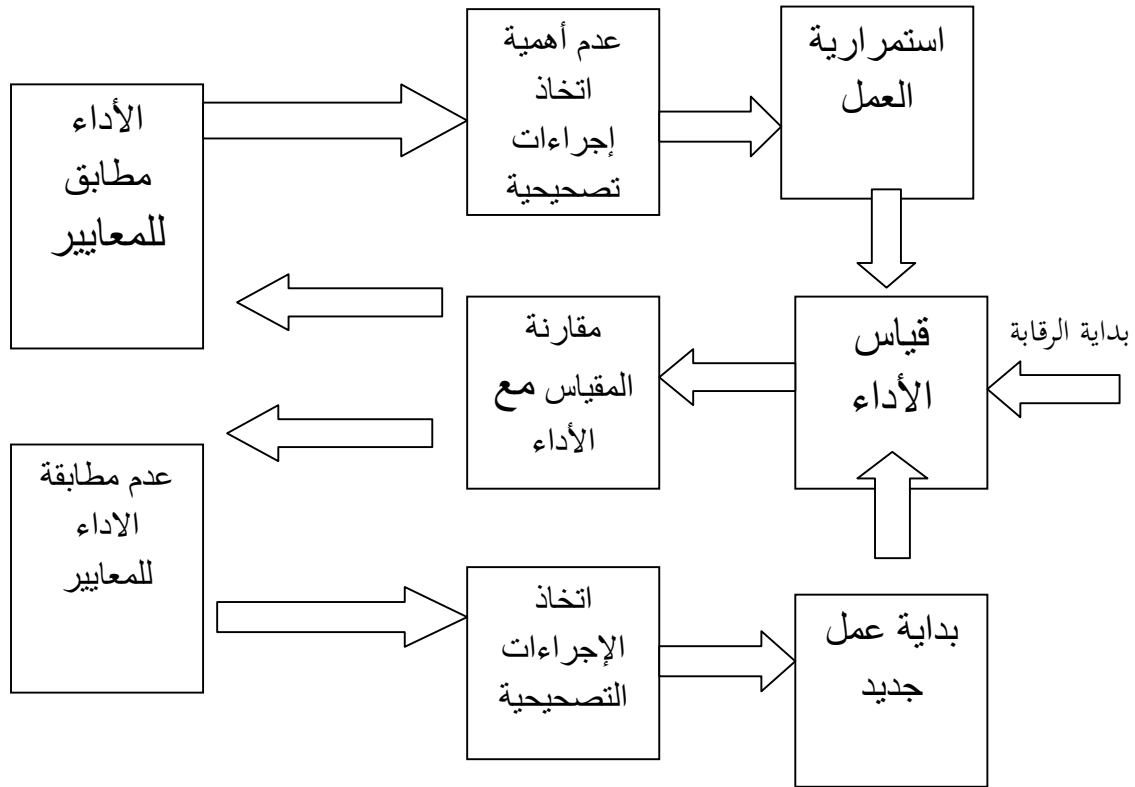 استمرارية
العمل
عدم أهمية
اتخاذ
إجراءات
تصحيحية
الأداء
مطابق
للمعايير
بداية الرقابة
قياس
الأداء
مقارنة
المقياس مع
الأداء
عدم مطابقة
الاداء
للمعايير
اتخاذ
الإجراءات
التصحيحية
بداية عمل
جديد